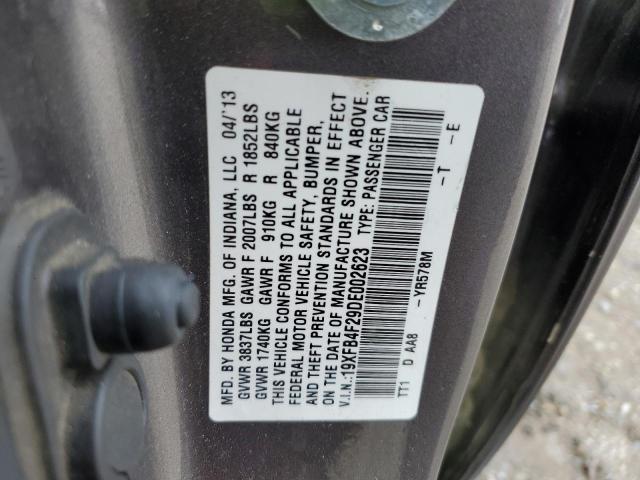 MFD. BY HONDA MFG. OF INDIANA, LLC 04/'13
GVWR 3837LBS GAWR F 2007LBS R 1852LBS
GVWR 1740KG GAWR F 910KG R 840KG
THIS VEHICLE CONFORMS TO ALL APPLICABLE
FEDERAL MOTOR VEHICLE SAFETY, BUMPER,
AND THEFT PREVENTION STANDARDS IN EFFECT
ON THE DATE OF MANUFACTURE SHOWN ABOVE.
V.I.N.:19XFB4F29DE002623 TYPE: PASSENGER CAR
TT1 D AA8 -YR578M -T -E